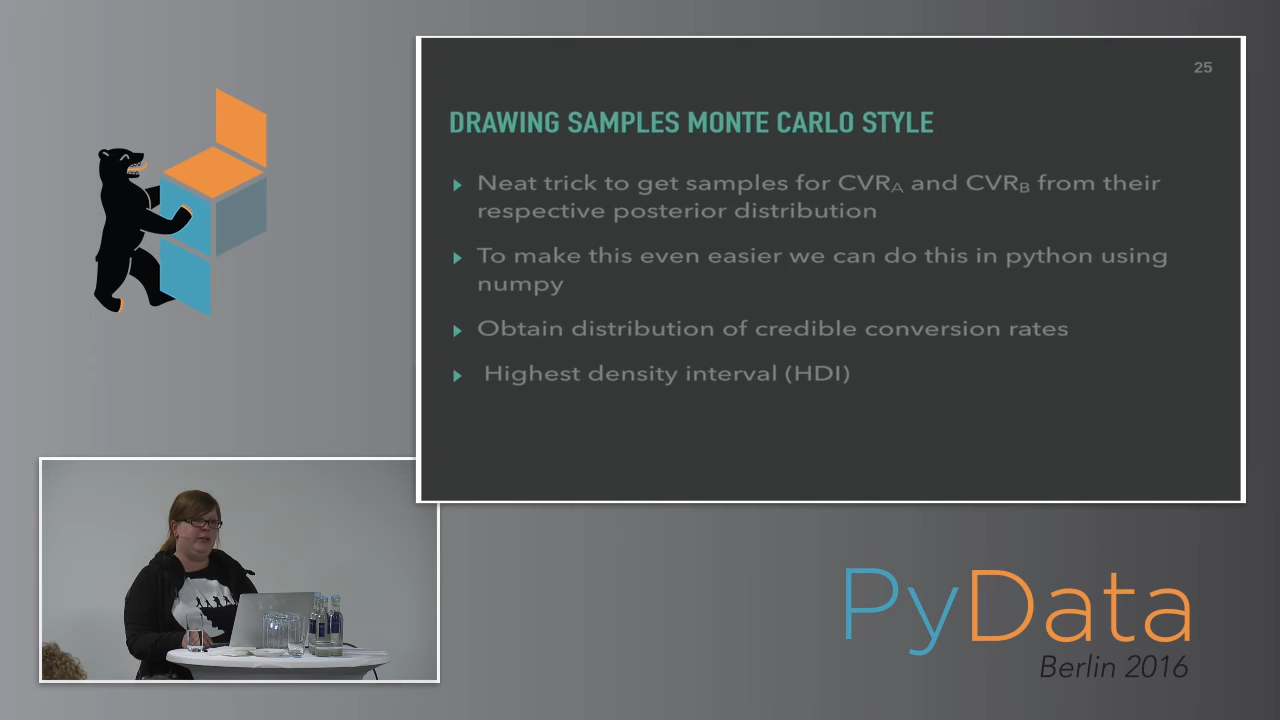 25
DRAWING SAMPLES MONTE CARLO STYLE
Neat trick to get samples for CVRA and CVRB from their
respective posterior distribution
To make this even easier we can do this in python using
numpy
Obtain distribution of credible conversion rates
Highest density interval (HDI)
PyData
Berlin 2016